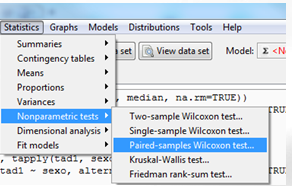 Statistics Graphs Models Distributions Tools Help
Summaries
Contingency tables
Means
Proportions
Variances
Nonparametric tests
Dimensional analysis
Fit models
set
View data set
Model: Σ <No
, median, na.rm=TRUE))
Two-sample Wilcoxon test...
Single-sample Wilcoxon test...
Paired-samples Wilcoxon test...
Kruskal-Wallis test...
Friedman rank-sum test...
, tapply(tad1, sexo,
tad1 ~ sexo, altern